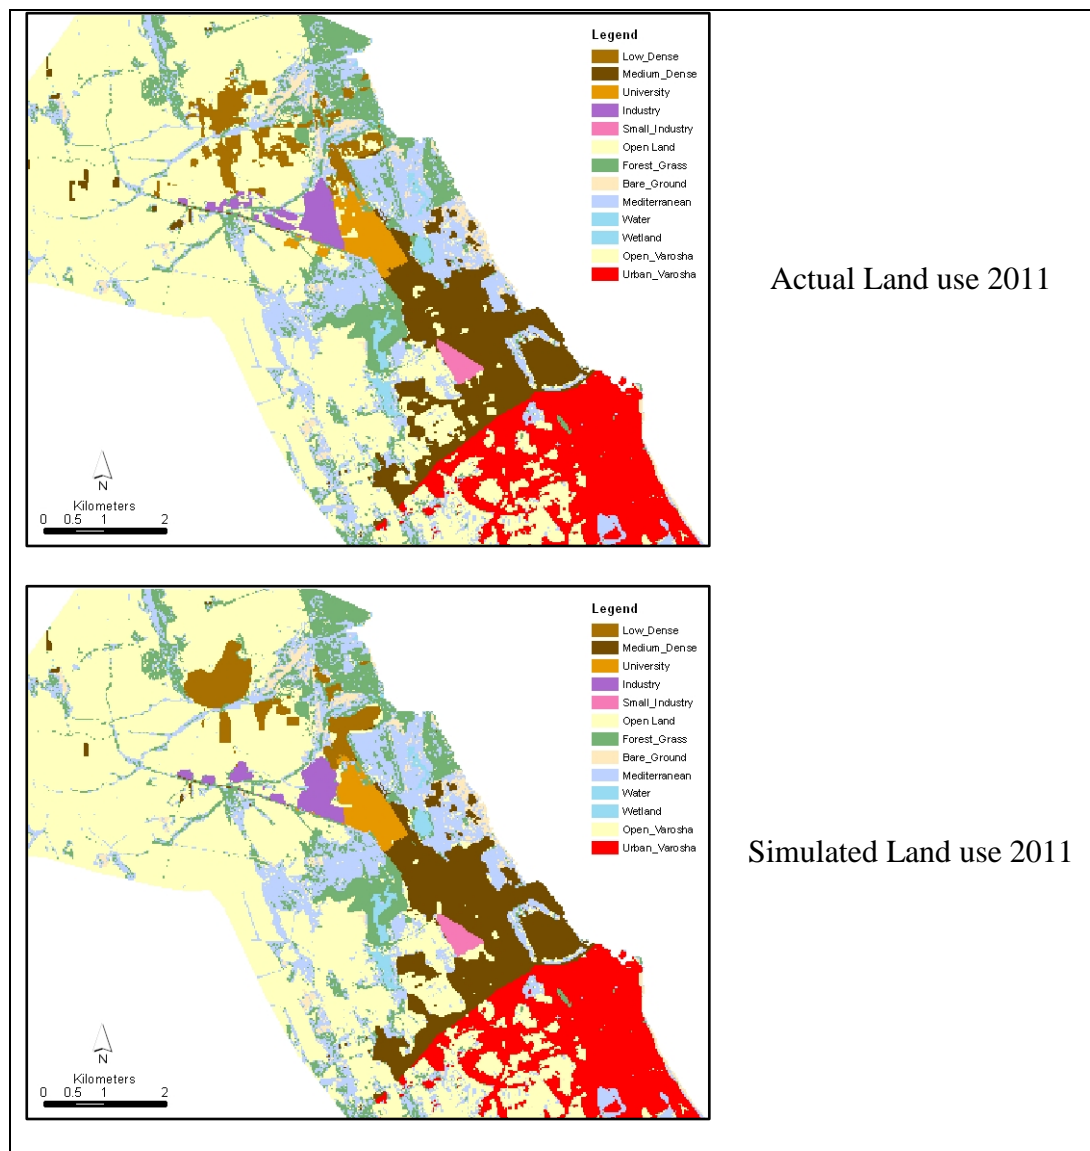 Legend
Low_Dense
Medium_Dense
University
Industry
Small_Industry
Open Land
Forest_Grass
Bare_Ground
Mediterranean
Water
Wetland
Open_Varosha
Urban_Varosha
N
Kilometers
0 0.5 1 2
Actual Land use 2011
Legend
Low_Dense
Medium_Dense
University
Industry
Small_Industry
Open Land
Forest_Grass
Bare_Ground
Mediterranean
Water
Wetland
Open_Varosha
Urban_Varosha
N
Kilometers
0 0.5 1 2
Simulated Land use 2011